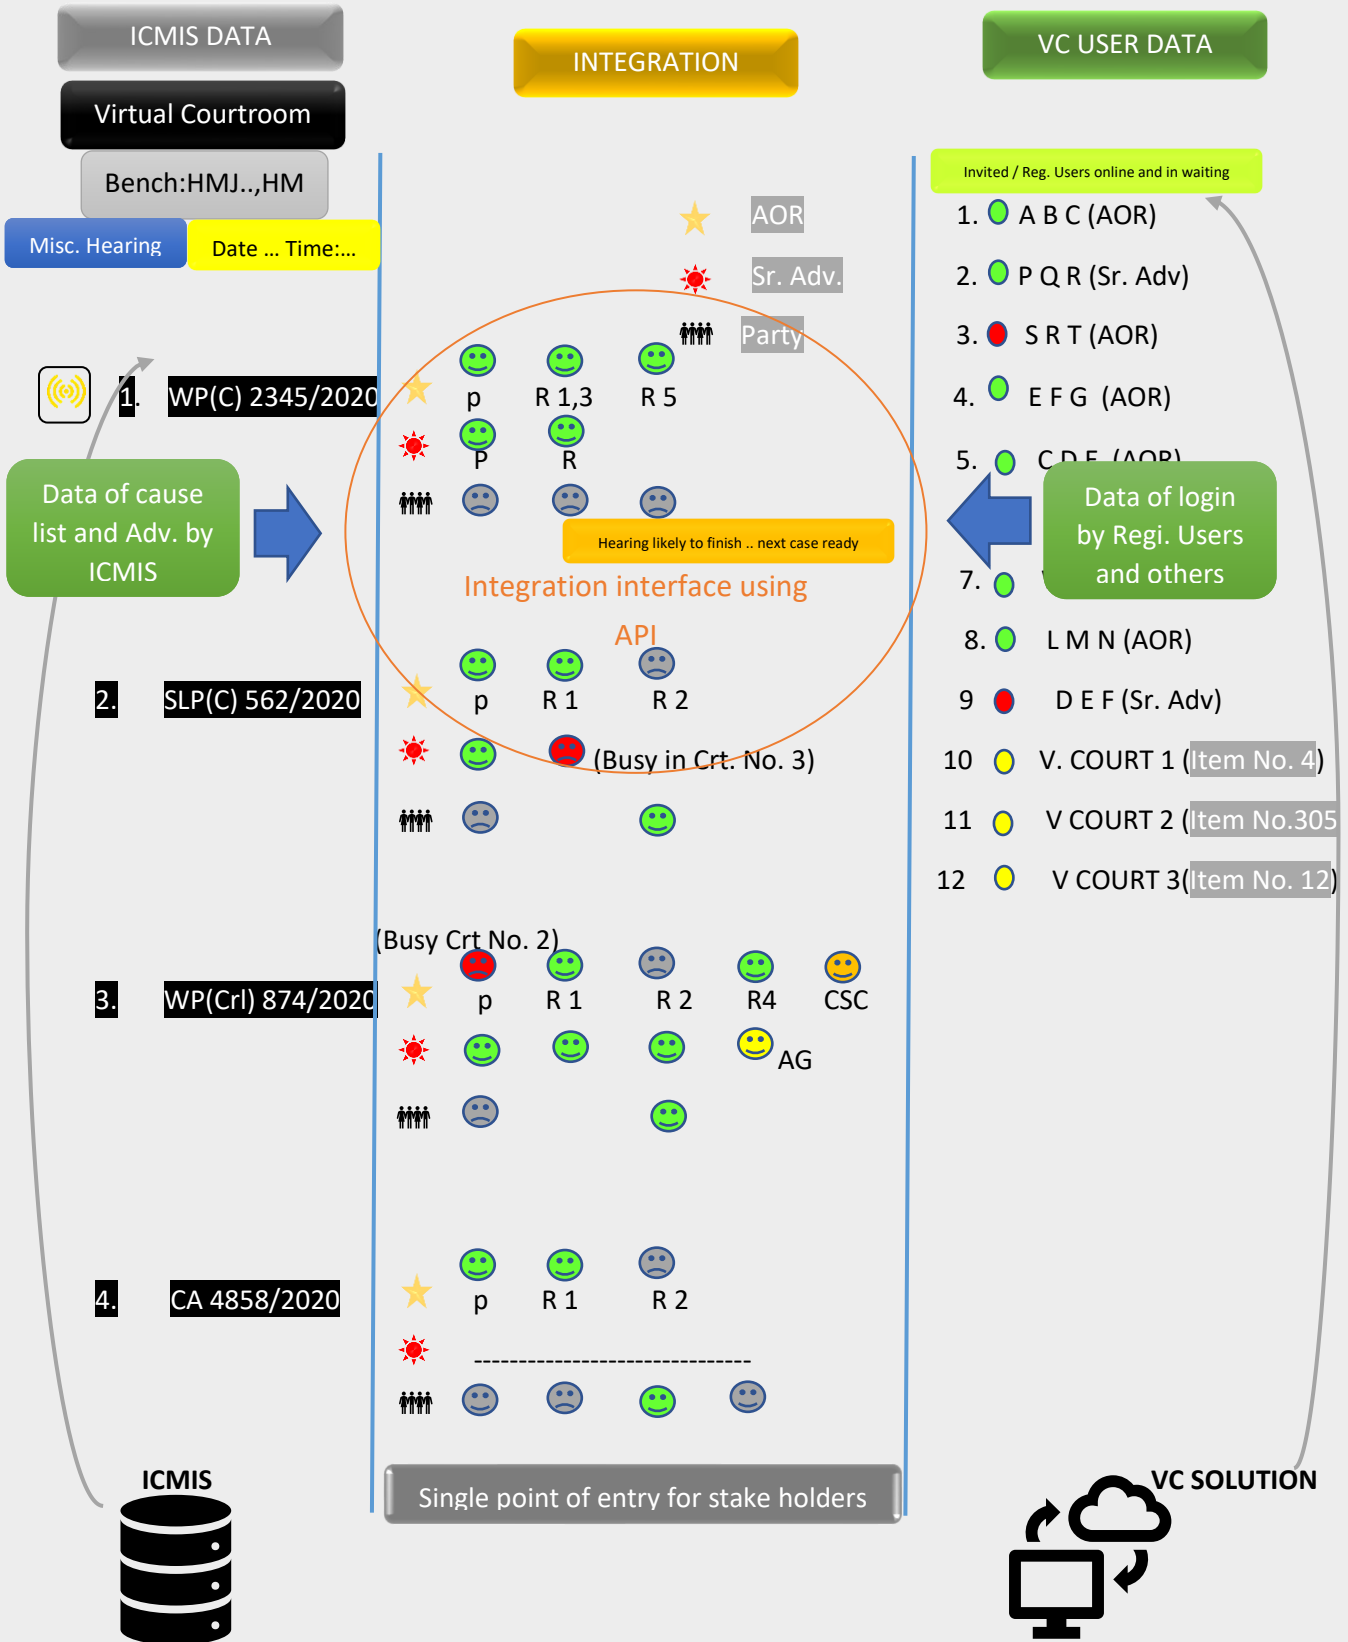 ICMIS DATA
INTEGRATION
VC USER DATA
Virtual Courtroom
Bench:HMJ..,HM
Misc. Hearing
Date ... Time:...
Invited / Reg. Users online and in waiting
AOR
Sr. Adv.
Party
1. WP(C) 2345/2020
p R 1,3 R 5
P R
Data of cause
list and Adv. by
ICMIS
Hearing likely to finish .. next case ready
Integration interface using
API
2. SLP(C) 562/2020
p R 1 R 2
(Busy in Crt. No. 3)
(Busy Crt No. 2)
3. WP(Crl) 874/2020
p R 1 R 2 R4 CSC
AG
4. CA 4858/2020
p R 1 R 2
------------------------------
1. A B C (AOR)
2. P Q R (Sr. Adv)
3. S R T (AOR)
4. E F G (AOR)
5. C D E (AOR)
Data of login
by Regi. Users
and others
7.
8. L M N (AOR)
9 D E F (Sr. Adv)
10 V. COURT 1 (Item No. 4)
11 V COURT 2 (Item No.305
12 V COURT 3(Item No. 12)
ICMIS
Single point of entry for stake holders
VC SOLUTION